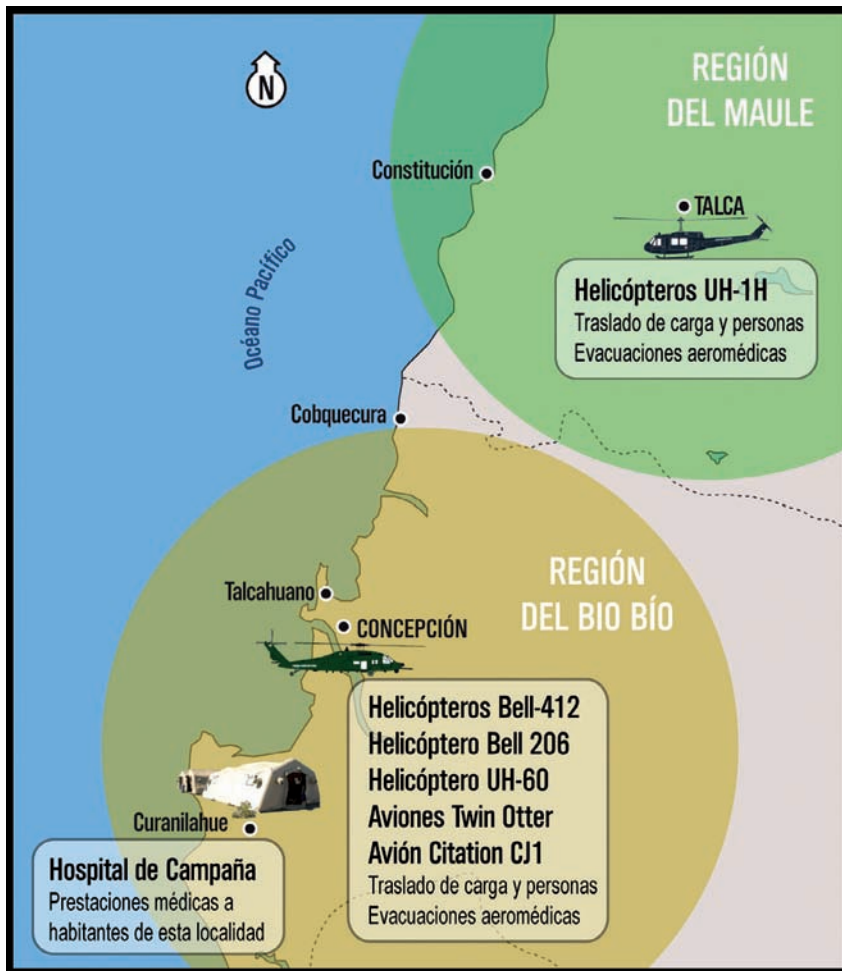 REGIÓN
DEL MAULE
N
Constitución
TALCA
Océano Pacífico
Helicópteros UH-1H
Traslado de carga y personas
Evacuaciones aeromédicas
Cobquecura
REGIÓN
DEL BIO BÍO
Talcahuano
CONCEPCIÓN
Helicópteros Bell-412
Helicóptero Bell 206
Helicóptero UH-60
Aviones Twin Otter
Avión Citation CJ1
Traslado de carga y personas
Evacuaciones aeromédicas
Curanilahue
Hospital de Campaña
Prestaciones médicas a
habitantes de esta localidad